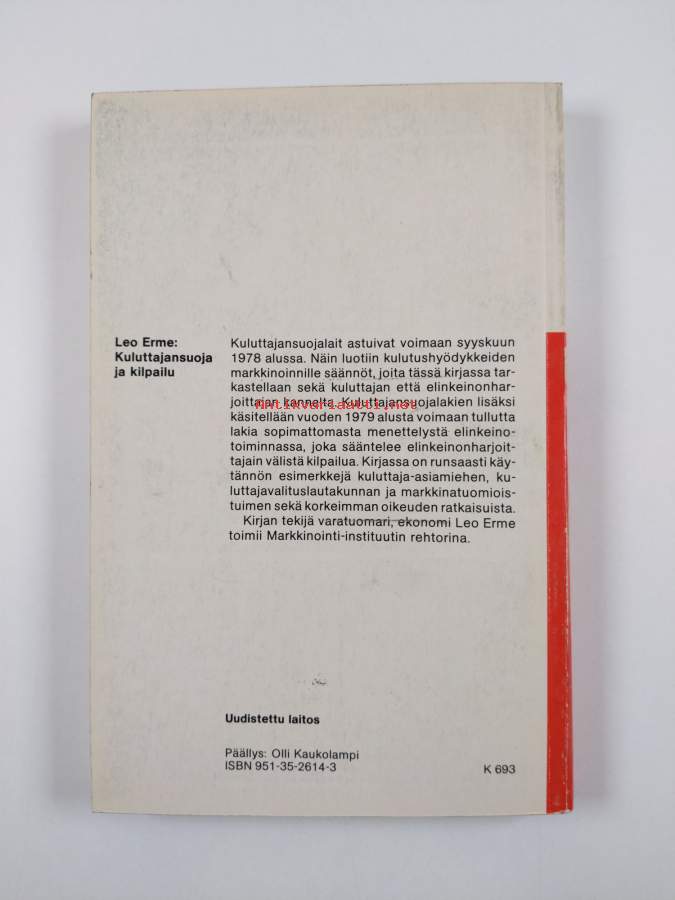 Leo Erme:
Kuluttajansuoja
ja kilpailu
Kuluttajansuojalait astuivat voimaan syyskuun
1978 alussa. Näin luotiin kulutushyödykkeiden
markkinoinnille säännöt, joita tässä kirjassa tar-
kastellaan sekä kuluttajan että elinkeinonhar-
joittajan kannalta. Kuluttajansuojalakien lisäksi
käsitellään vuoden 1979 alusta voimaan tullutta
lakia sopimattomasta menettelystä elinkeino-
toiminnassa, joka sääntelee elinkeinonharjoit-
tajain välistä kilpailua. Kirjassa on runsaasti käy-
tännön esimerkkejä kuluttaja-asiamiehen, ku-
luttajavalituslautakunnan ja markkinatuomiois-
tuimen sekä korkeimman oikeuden ratkaisuista.
Kirjan tekijä varatuomari, ekonomi Leo Erme
toimii Markkinointi-instituutin rehtorina.
antikvariaatti.net
Uudistettu laitos
Päällys: Olli Kaukolampi
ISBN 951-35-2614-3
K 693